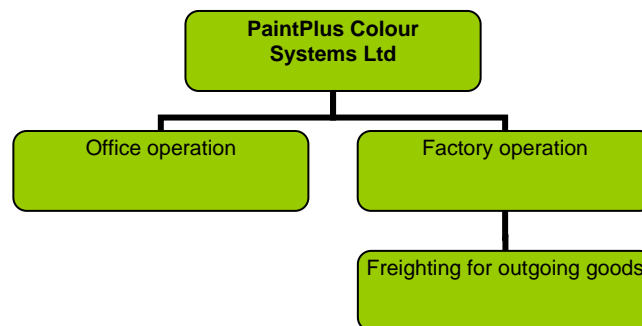 PaintPlus Colour
Systems Ltd
Office operation
Factory operation
Freighting for outgoing goods